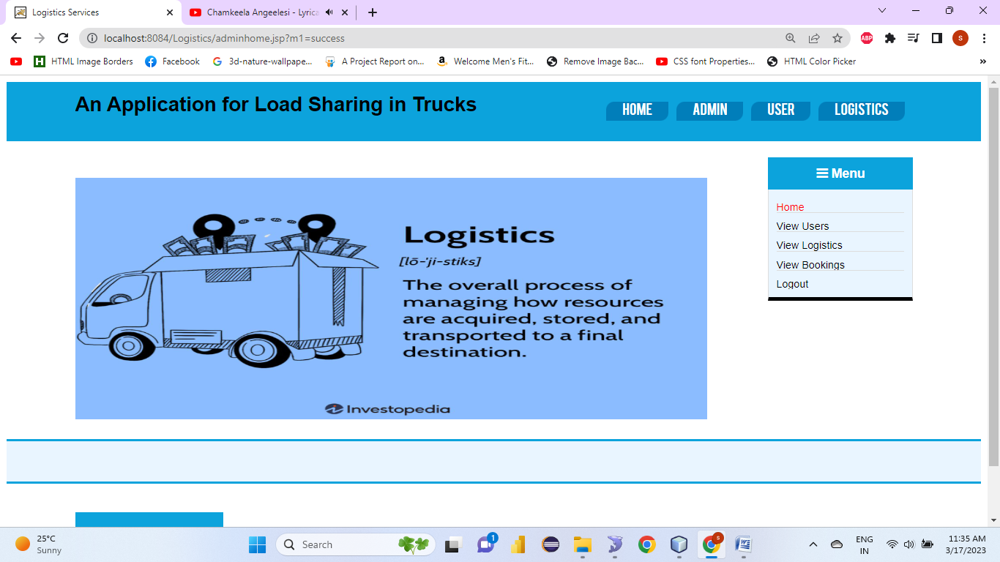 Logistics Services
Chamkeela Angeelesi - Lyrica
localhost:8084/Logistics/adminhome.jsp?m1=success
ABP
S
HTML Image Borders
Facebook
3d-nature-wallpape...
A Project Report on...
Welcome Men's Fit...
Remove Image Bac...
CSS font Properties...
HTML Color Picker
An Application for Load Sharing in Trucks
HOME
ADMIN
USER
LOGISTICS
Menu
Home
View Users
View Logistics
View Bookings
Logout
Logistics
[lō-'ji-stiks]
The overall process of
managing how resources
are acquired, stored, and
transported to a final
destination.
Investopedia
25°C
Sunny
Search
1
ENG
IN
11:35 AM
3/17/2023